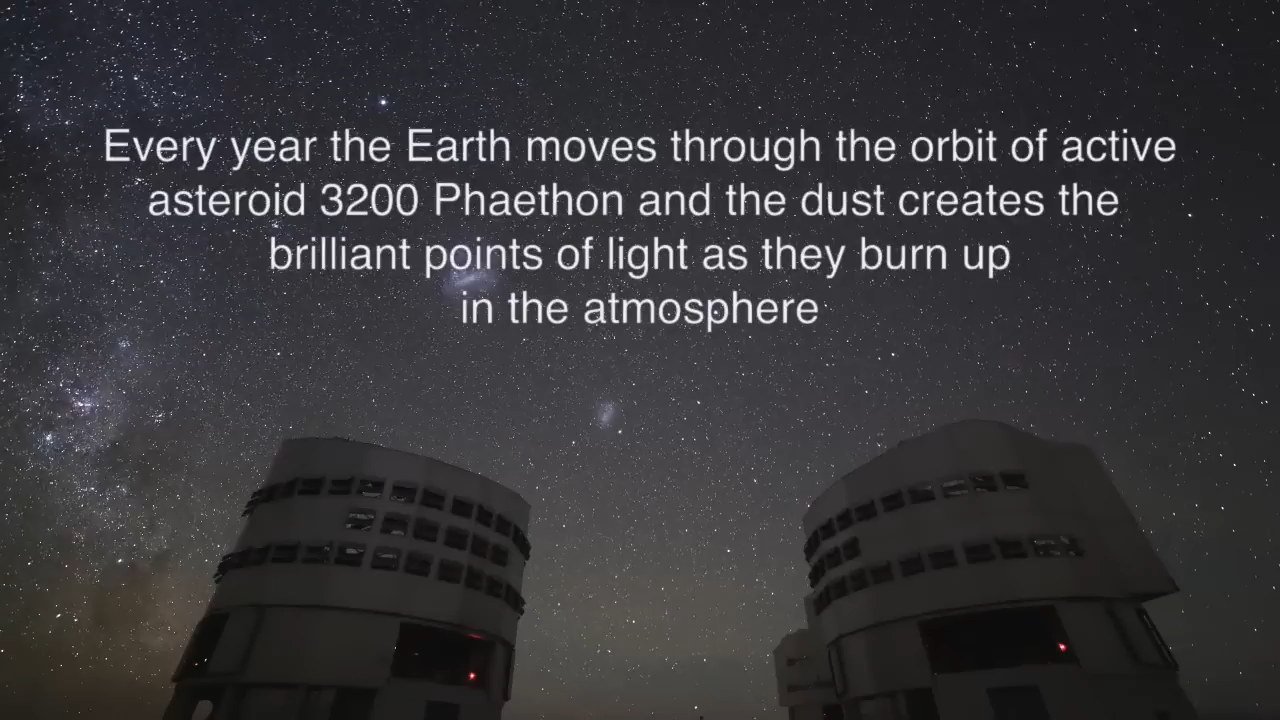 Every year the Earth moves through the orbit of active
asteroid 3200 Phaethon and the dust creates the
brilliant points of light as they burn up
in the atmosphere